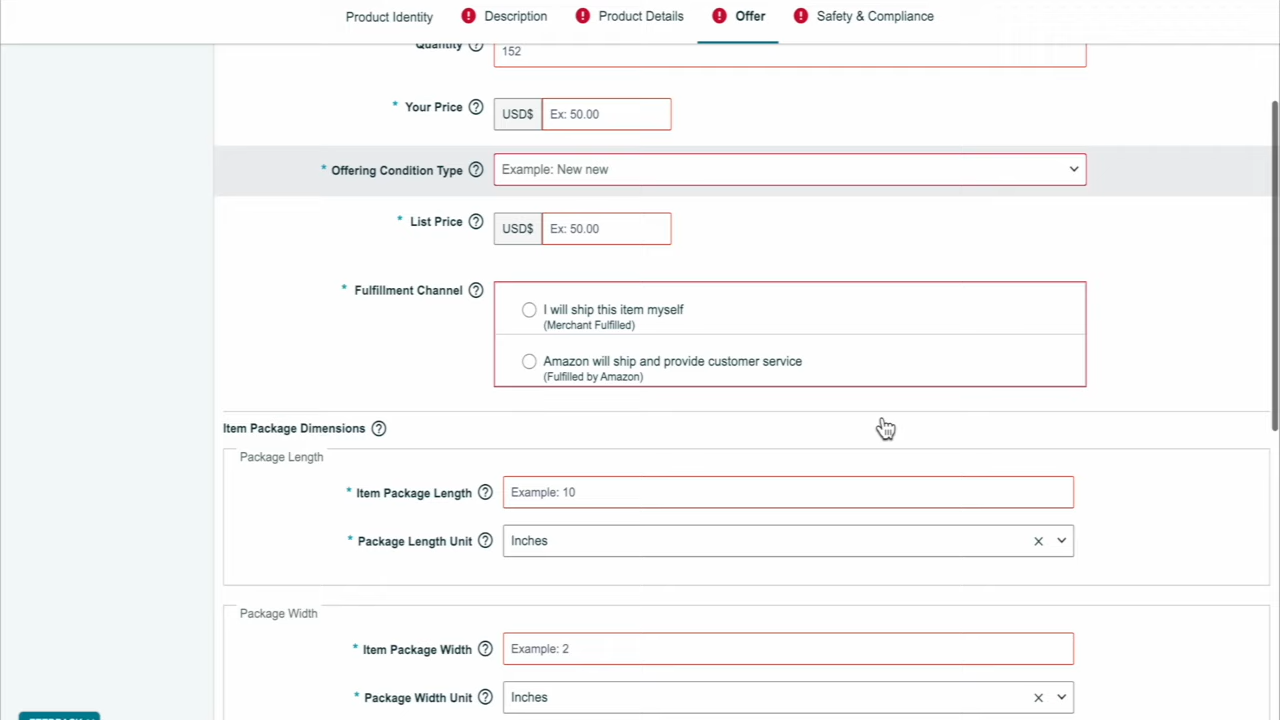 Product Identity
Description
Product Details
Offer
Safety & Compliance
Quantity
152
* Your Price
USD$ Ex: 50.00
* Offering Condition Type
Example: New new
* List Price
USD$ Ex: 50.00
* Fulfillment Channel
I will ship this item myself
(Merchant Fulfilled)
Amazon will ship and provide customer service
(Fulfilled by Amazon)
Item Package Dimensions
Package Length
* Item Package Length
Example: 10
* Package Length Unit
Inches
Package Width
* Item Package Width
Example: 2
* Package Width Unit
Inches
FEEDBACK